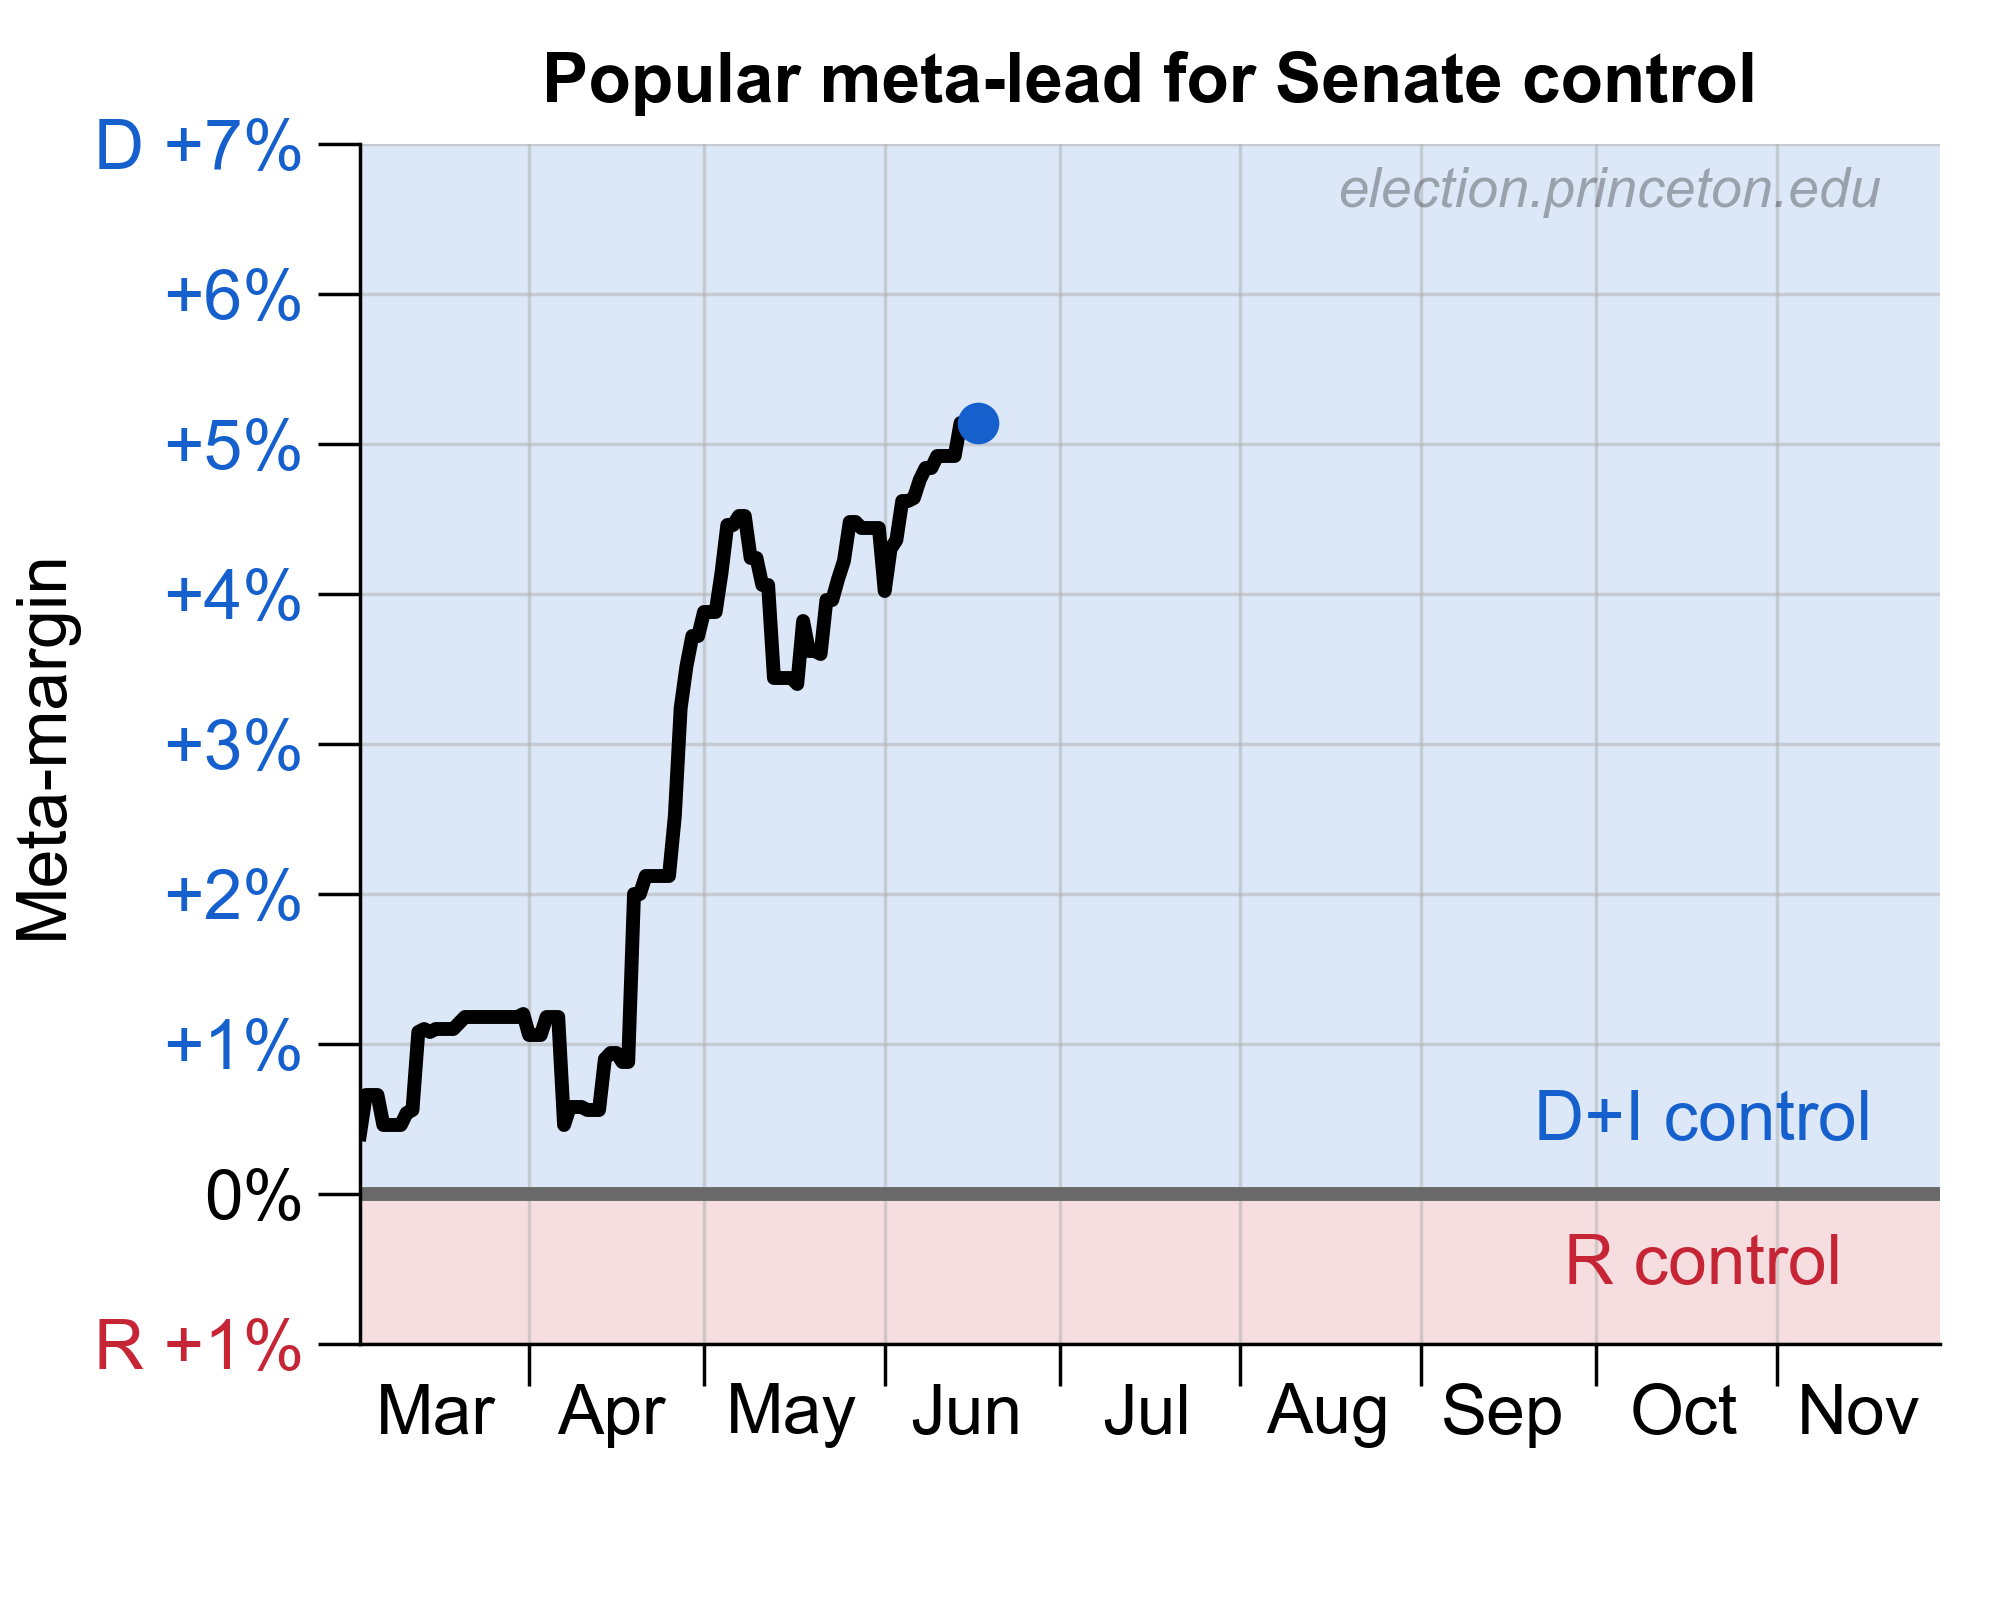 Popular meta-lead for Senate control
election.princeton.edu
D +7%
+6%
+5%
+4%
+3%
+2%
+1%
0%
R +1%
Meta-margin
D+I control
R control
Mar Apr May Jun Jul Aug Sep Oct Nov